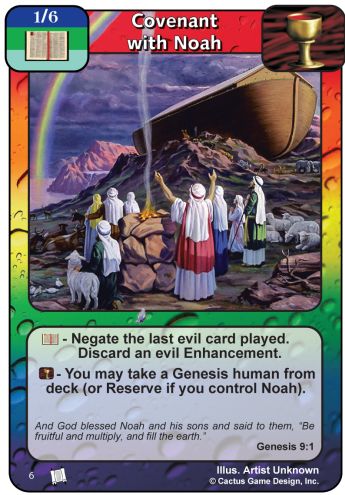 1/6
Covenant
with Noah
- Negate the last evil card played.
Discard an evil Enhancement.
- You may take a Genesis human from
deck (or Reserve if you control Noah).
And God blessed Noah and his sons and said to them, "Be
fruitful and multiply, and fill the earth."
Genesis 9:1
6
Illus. Artist Unknown
© Cactus Game Design, Inc.